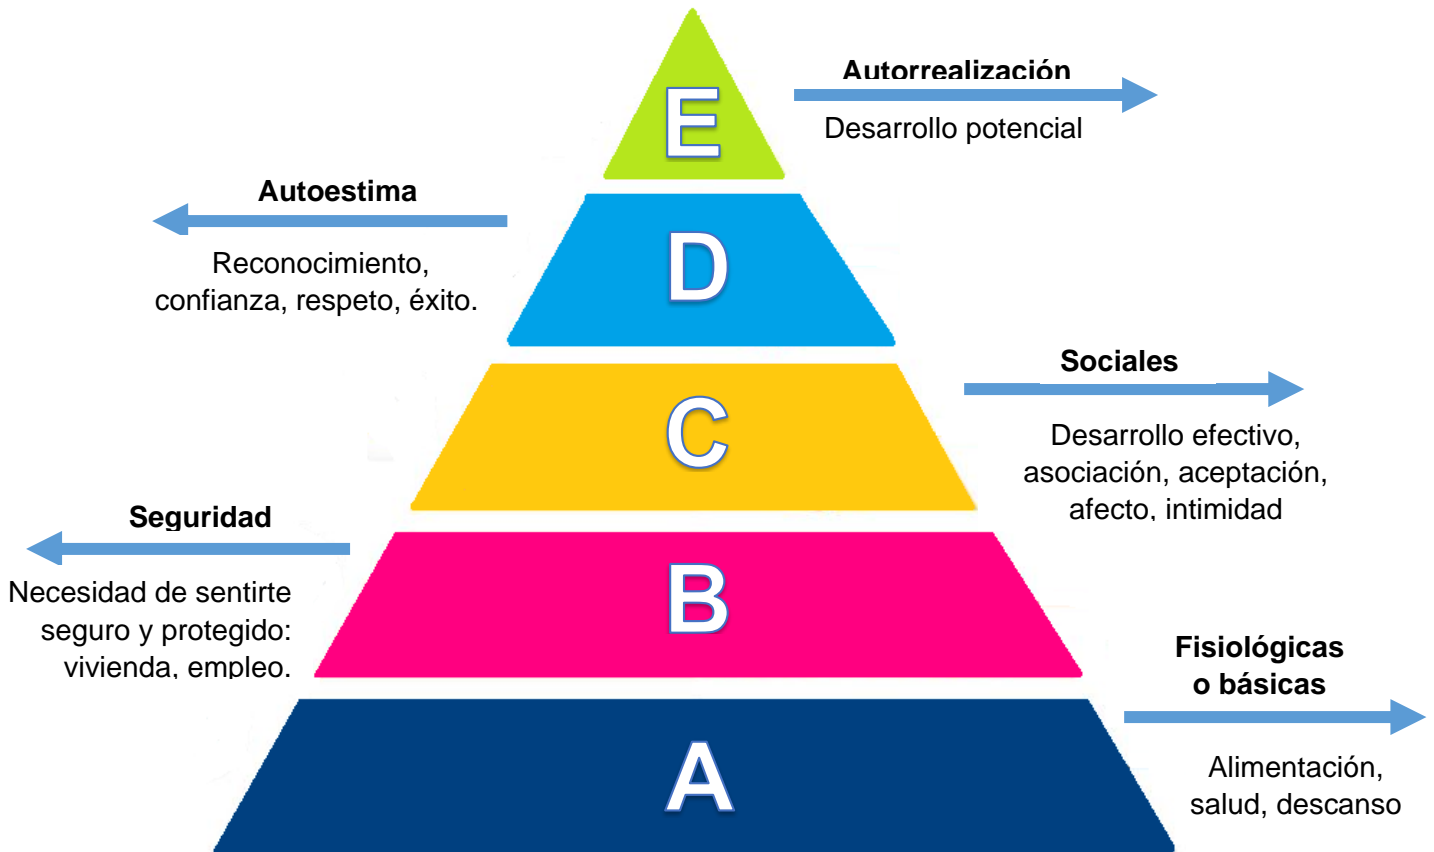 E
Autorrealización
Desarrollo potencial
Autoestima
Reconocimiento,
confianza, respeto, éxito.
D
Sociales
Desarrollo efectivo,
asociación, aceptación,
afecto, intimidad
C
Seguridad
Necesidad de sentirte
seguro y protegido:
vivienda, empleo.
B
Fisiológicas
o básicas
Alimentación,
salud, descanso
A